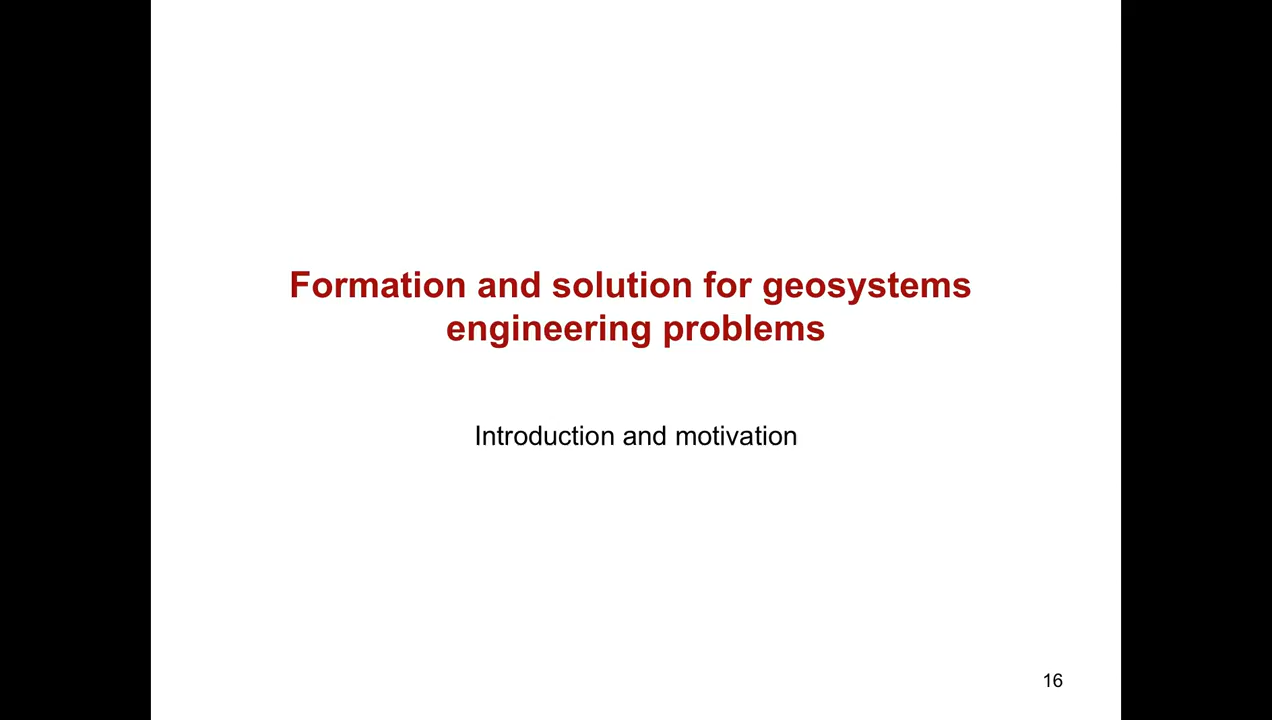 Formation and solution for geosystems
engineering problems
Introduction and motivation
16